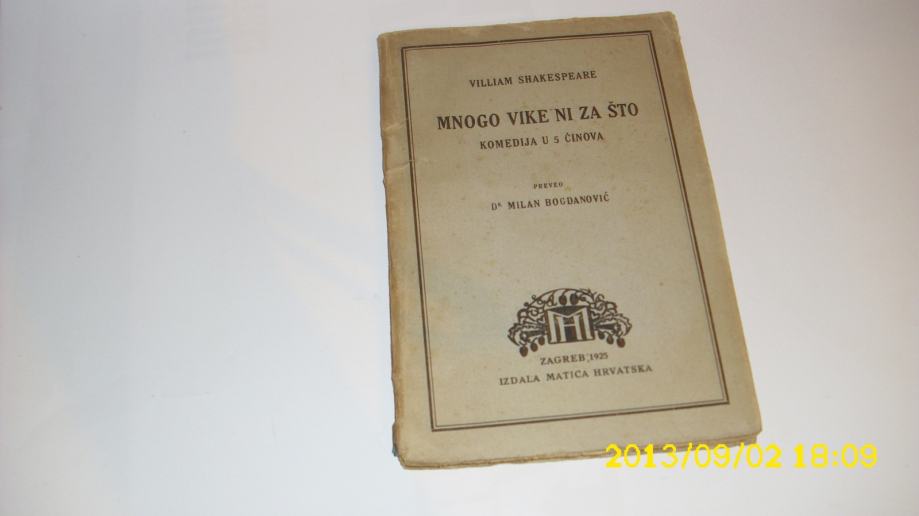 VILLIAM SHAKESPEARE
MNOGO VIKE NI ZA ŠTO
KOMEDIJA U 5 ČINOVA
PREVEO
DR MILAN BOGDANOVIĆ
MH
ZAGREB, 1925
IZDALA MATICA HRVATSKA
2013/09/02 18:09